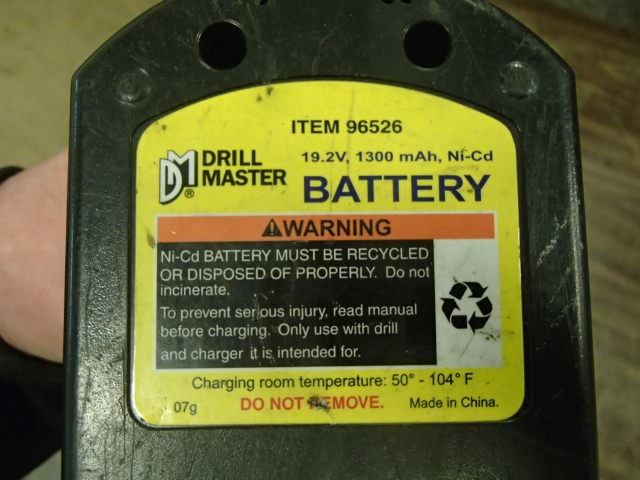 ITEM 96526
DM
®
DRILL
MASTER
19.2V, 1300 mAh, Ni-Cd
BATTERY
WARNING
Ni-Cd BATTERY MUST BE RECYCLED
OR DISPOSED OF PROPERLY. Do not
incinerate.
To prevent serious injury, read manual
before charging. Only use with drill
and charger it is intended for.
Charging room temperature: 50° - 104° F
07g
DO NOT REMOVE.
Made in China.